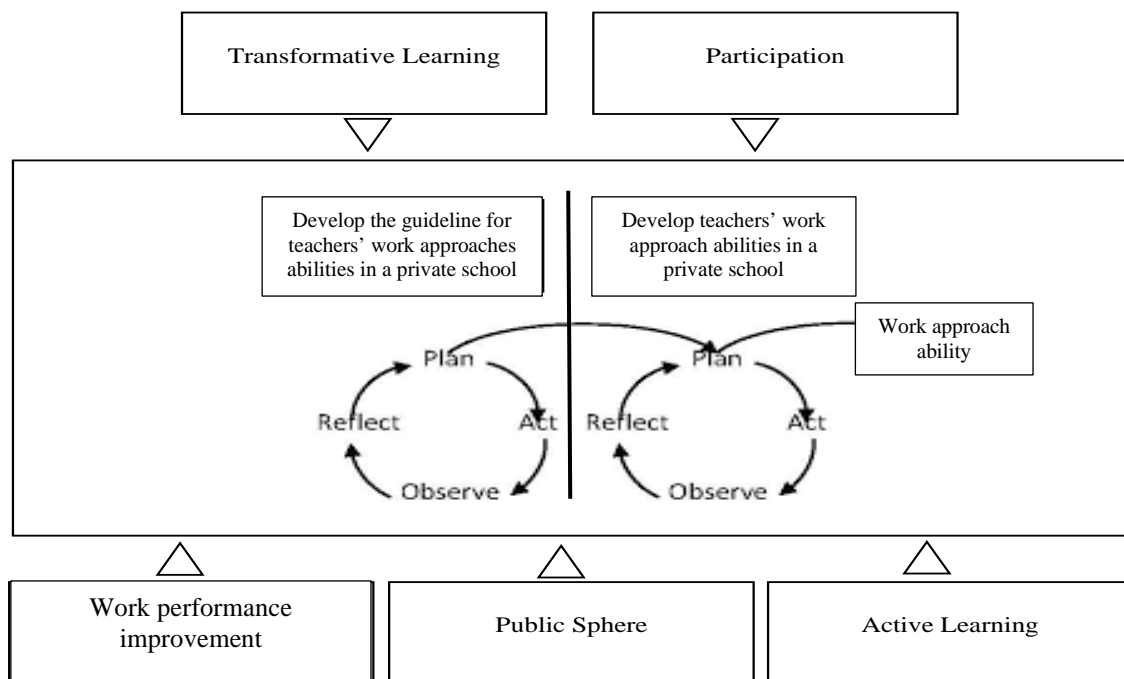 Transformative Learning
Participation
Develop the guideline for
teachers' work approaches
abilities in a private school
Develop teachers' work
approach abilities in a
private school
Work approach
ability
Plan
Act
Observe
Reflect
Plan
Act
Observe
Reflect
Work performance
improvement
Public Sphere
Active Learning